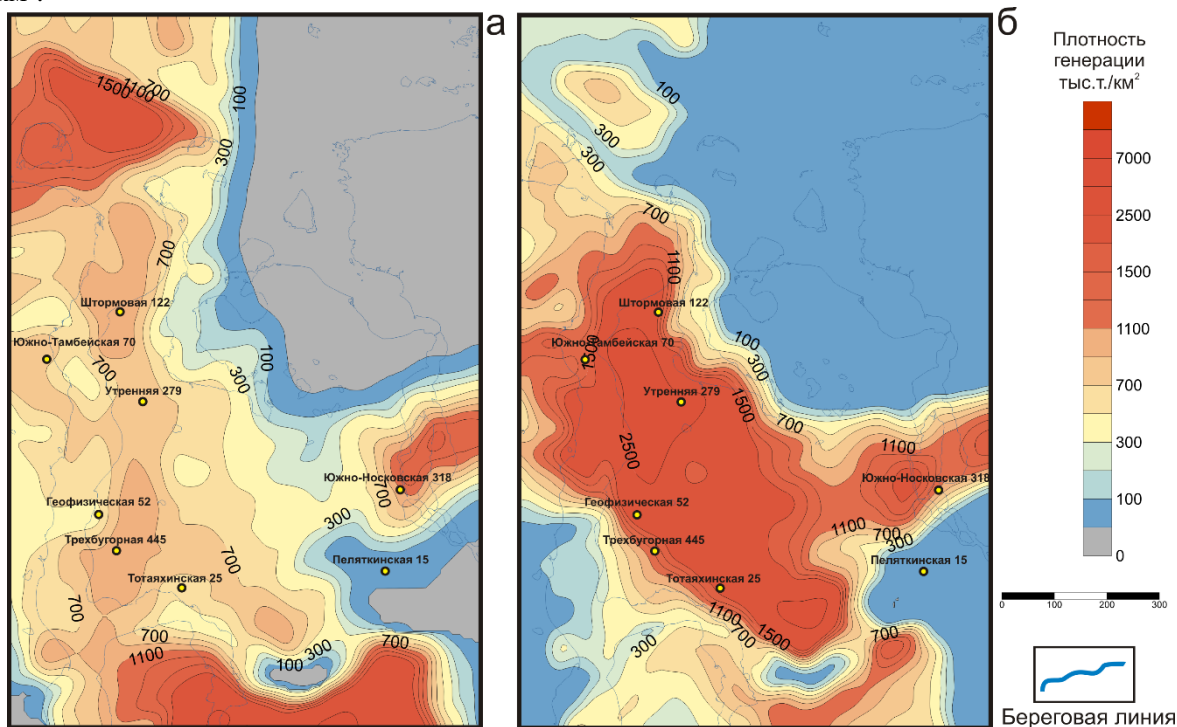 км .
а
1500
1100
700
100
300
700
Штормовая 122
Южно-Тамбейская 70
700
100
Утренняя 279
300
Южно-Носковская 318
700
Геофизическая 52
300
Трехбугорная 445
700
Пеляткинская 15
Тотаяхинская 25
700
700
1100
100
300
700
б
100
300
700
1100
Штормовая 122
Южно-Тамбейская 70
1500
100
300
Утренняя 279
1500
700
2500
1100
Южно-Носковская 318
Геофизическая 52
1100
700
300
Трехбугорная 445
Пеляткинская 15
Тотаяхинская 25
1100
700
1500
300
700
Плотность
генерации
тыс.т./км²
7000
2500
1500
1100
700
300
100
0
0 100 200 300
Береговая линия